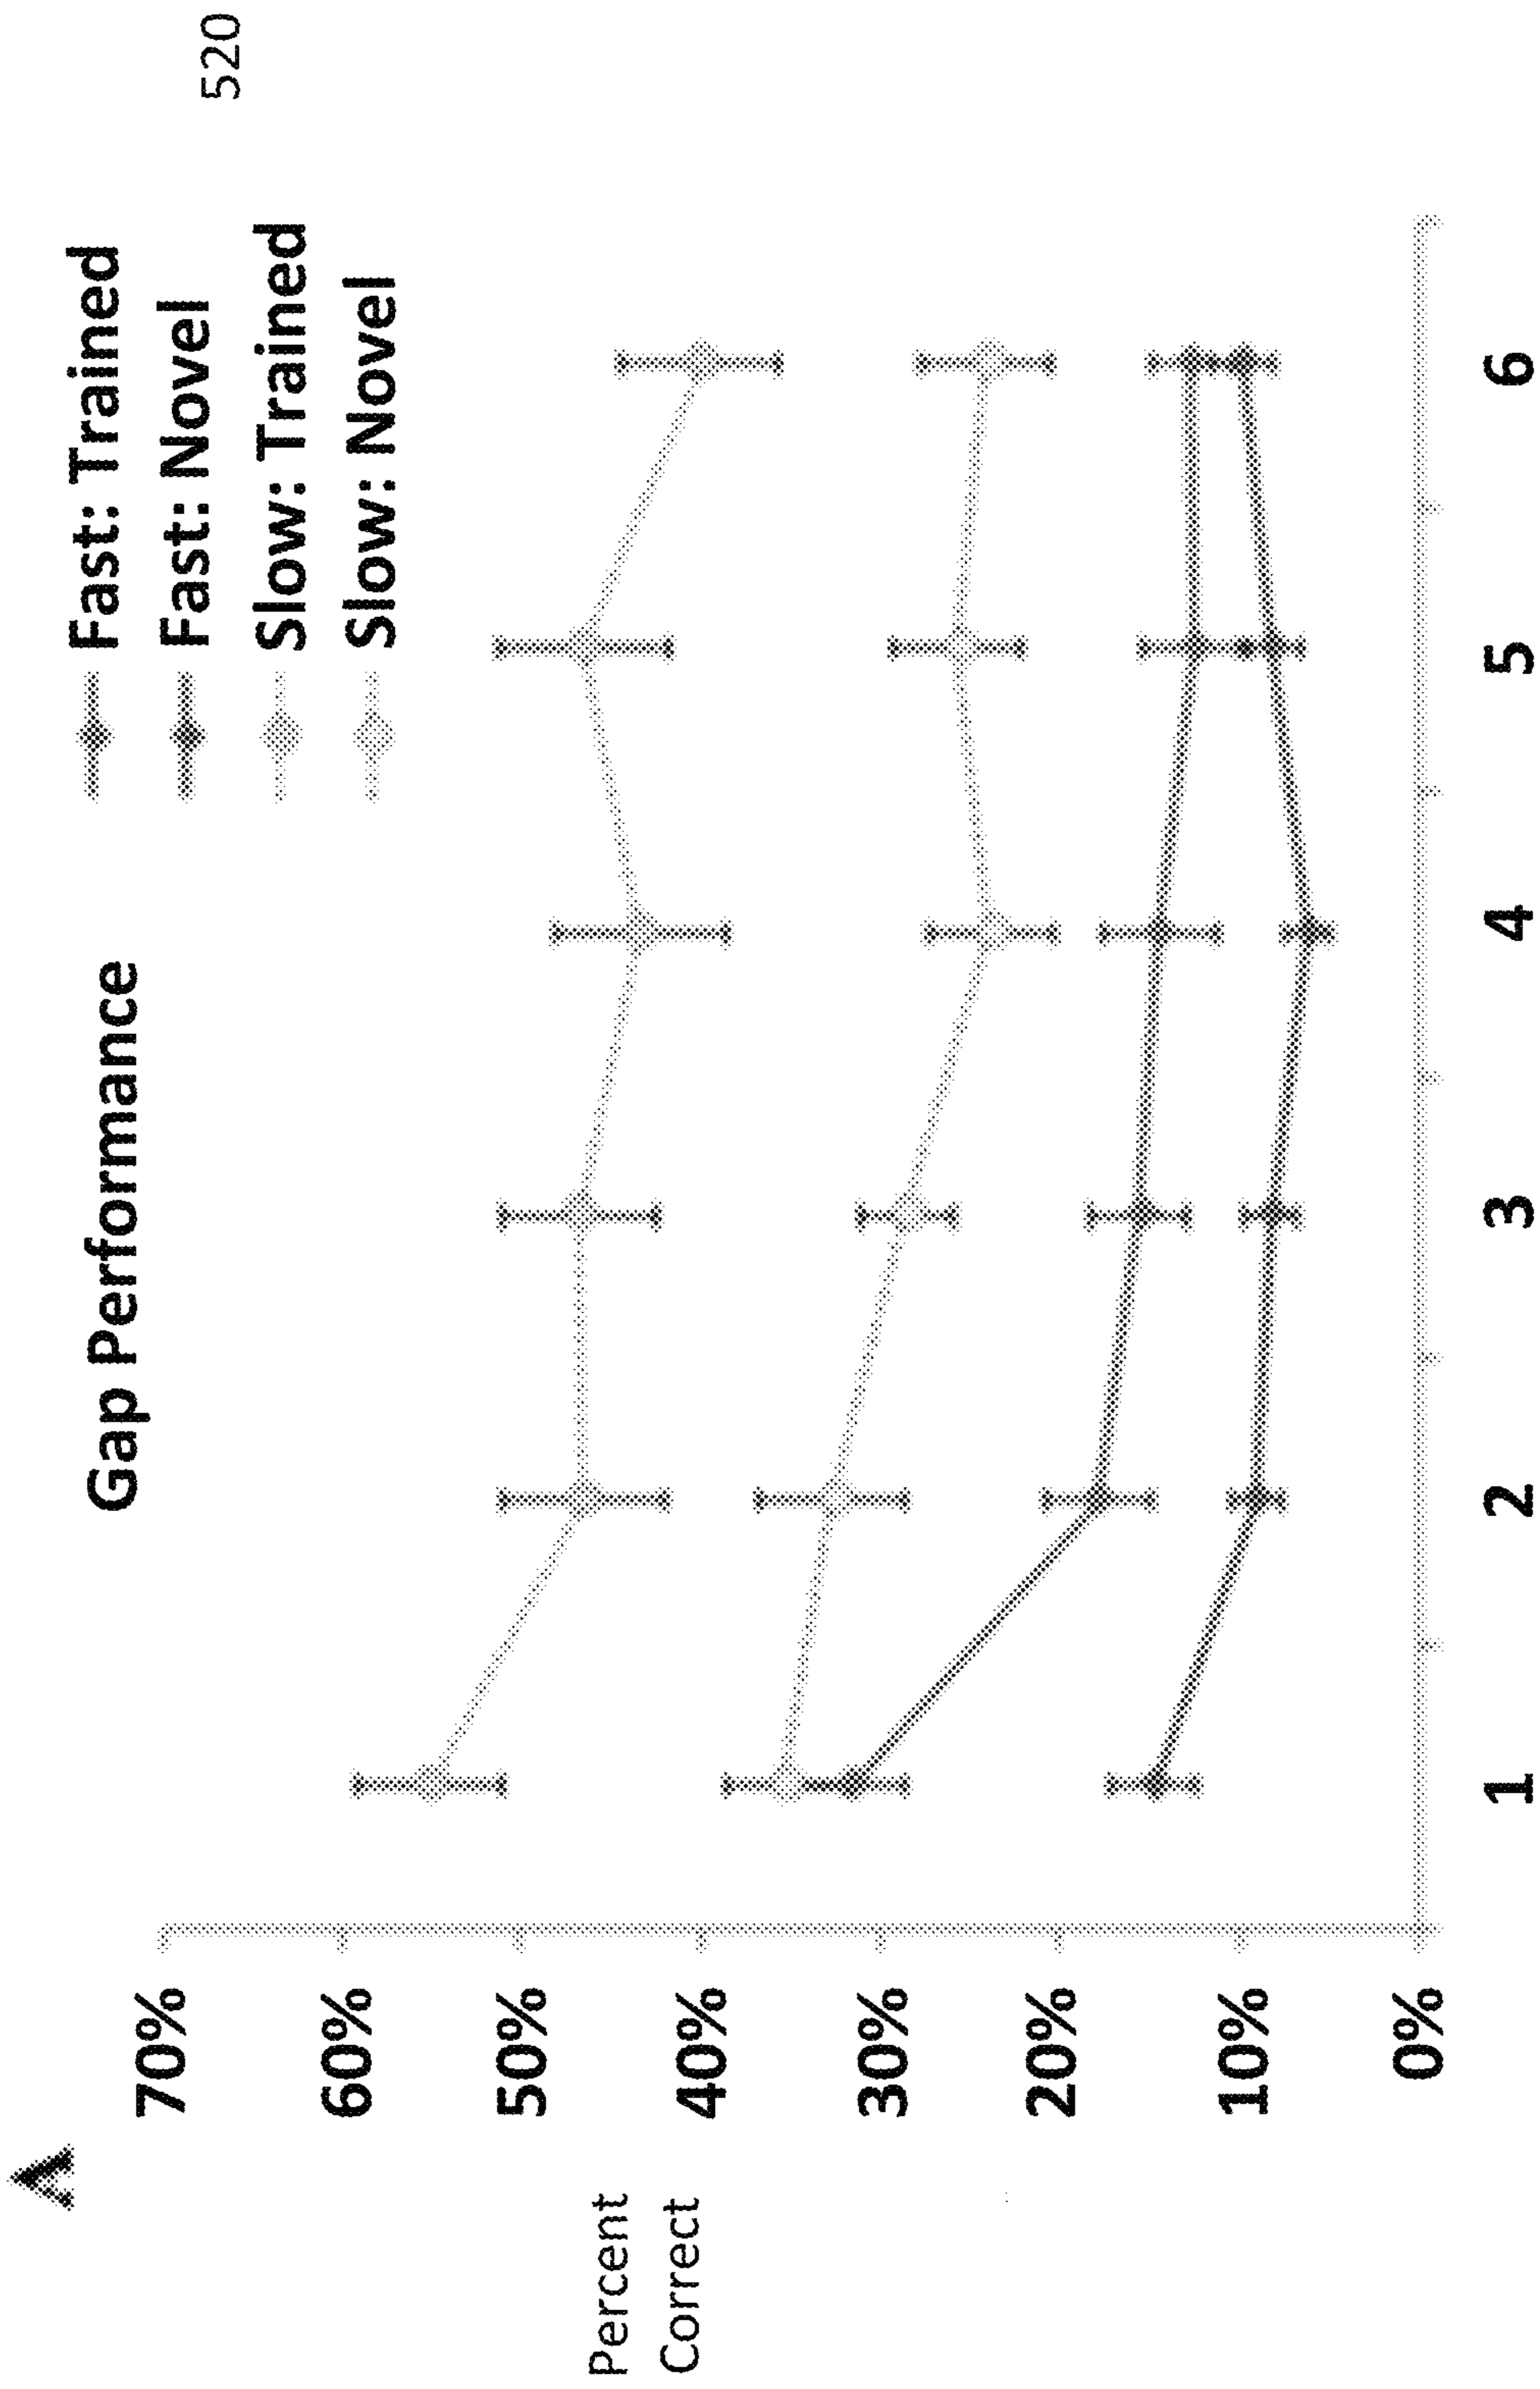 A
Gap Performance
Fast: Trained
Fast: Novel
Slow: Trained
Slow: Novel
520
Percent
Correct
70%
60%
50%
40%
30%
20%
10%
0%
1 2 3 4 5 6